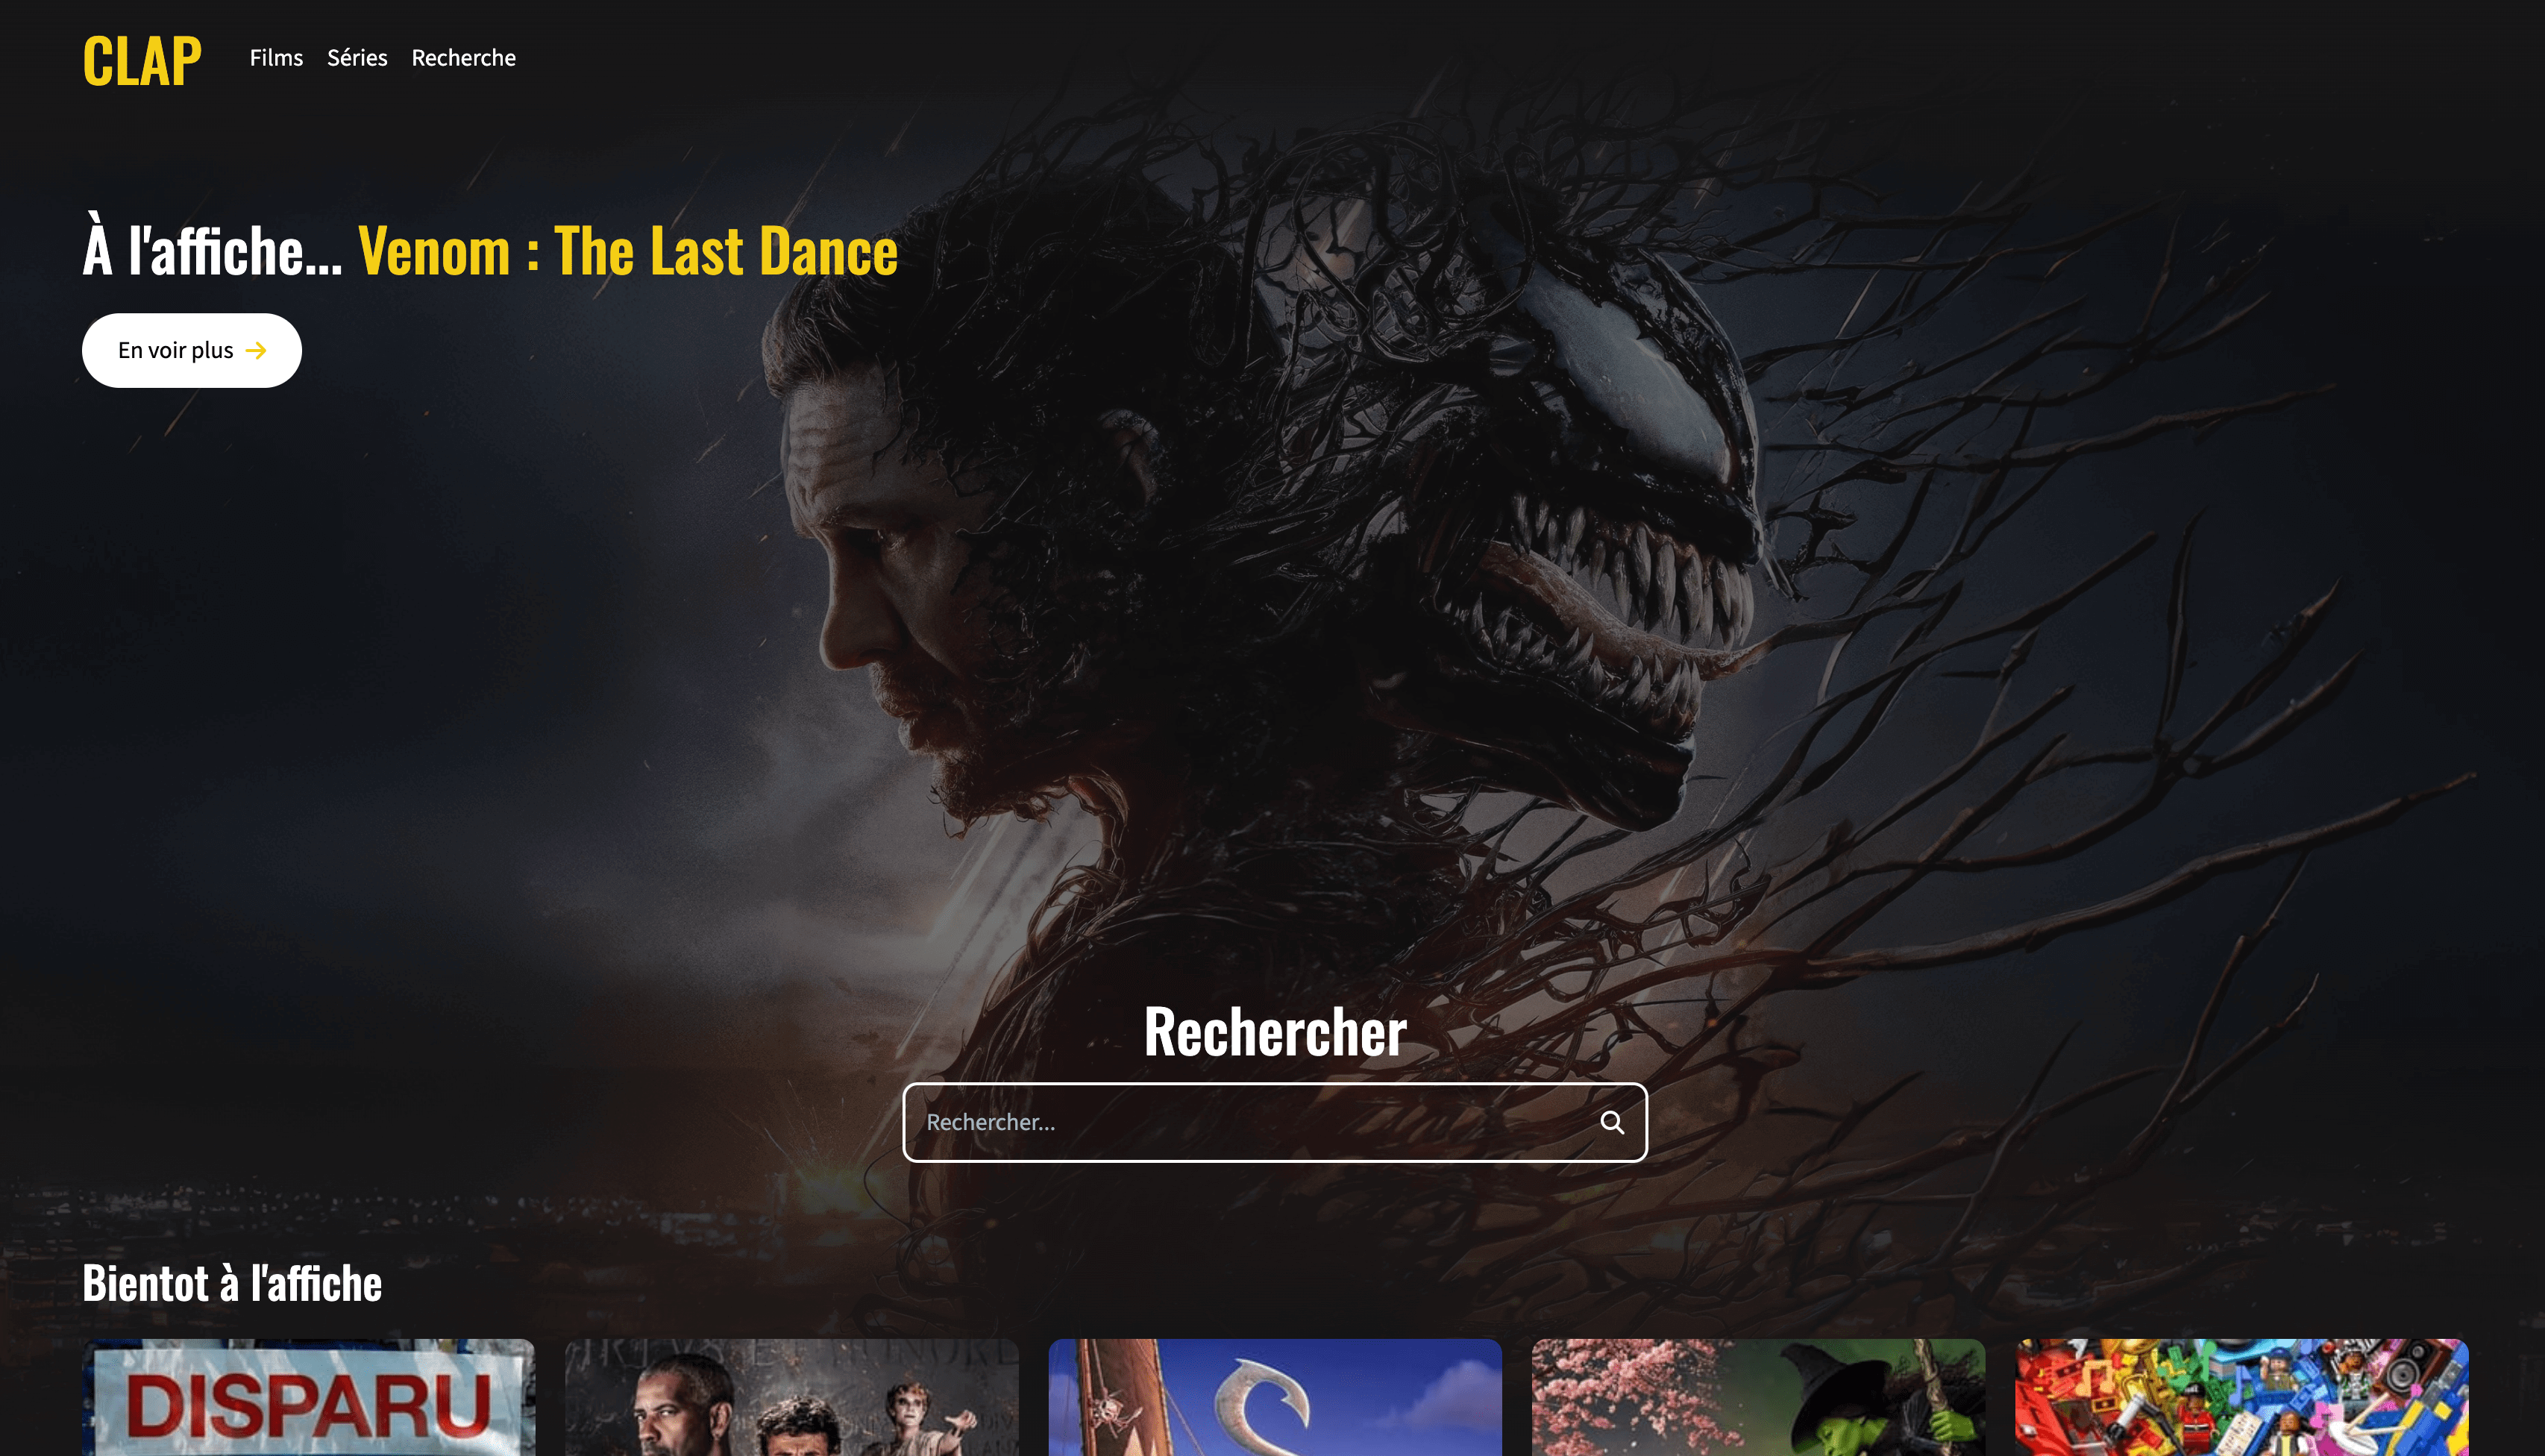 CLAP
Films Séries Recherche
À l'affiche... Venom : The Last Dance
En voir plus
Rechercher
Rechercher...
Bientot à l'affiche
DISPARU